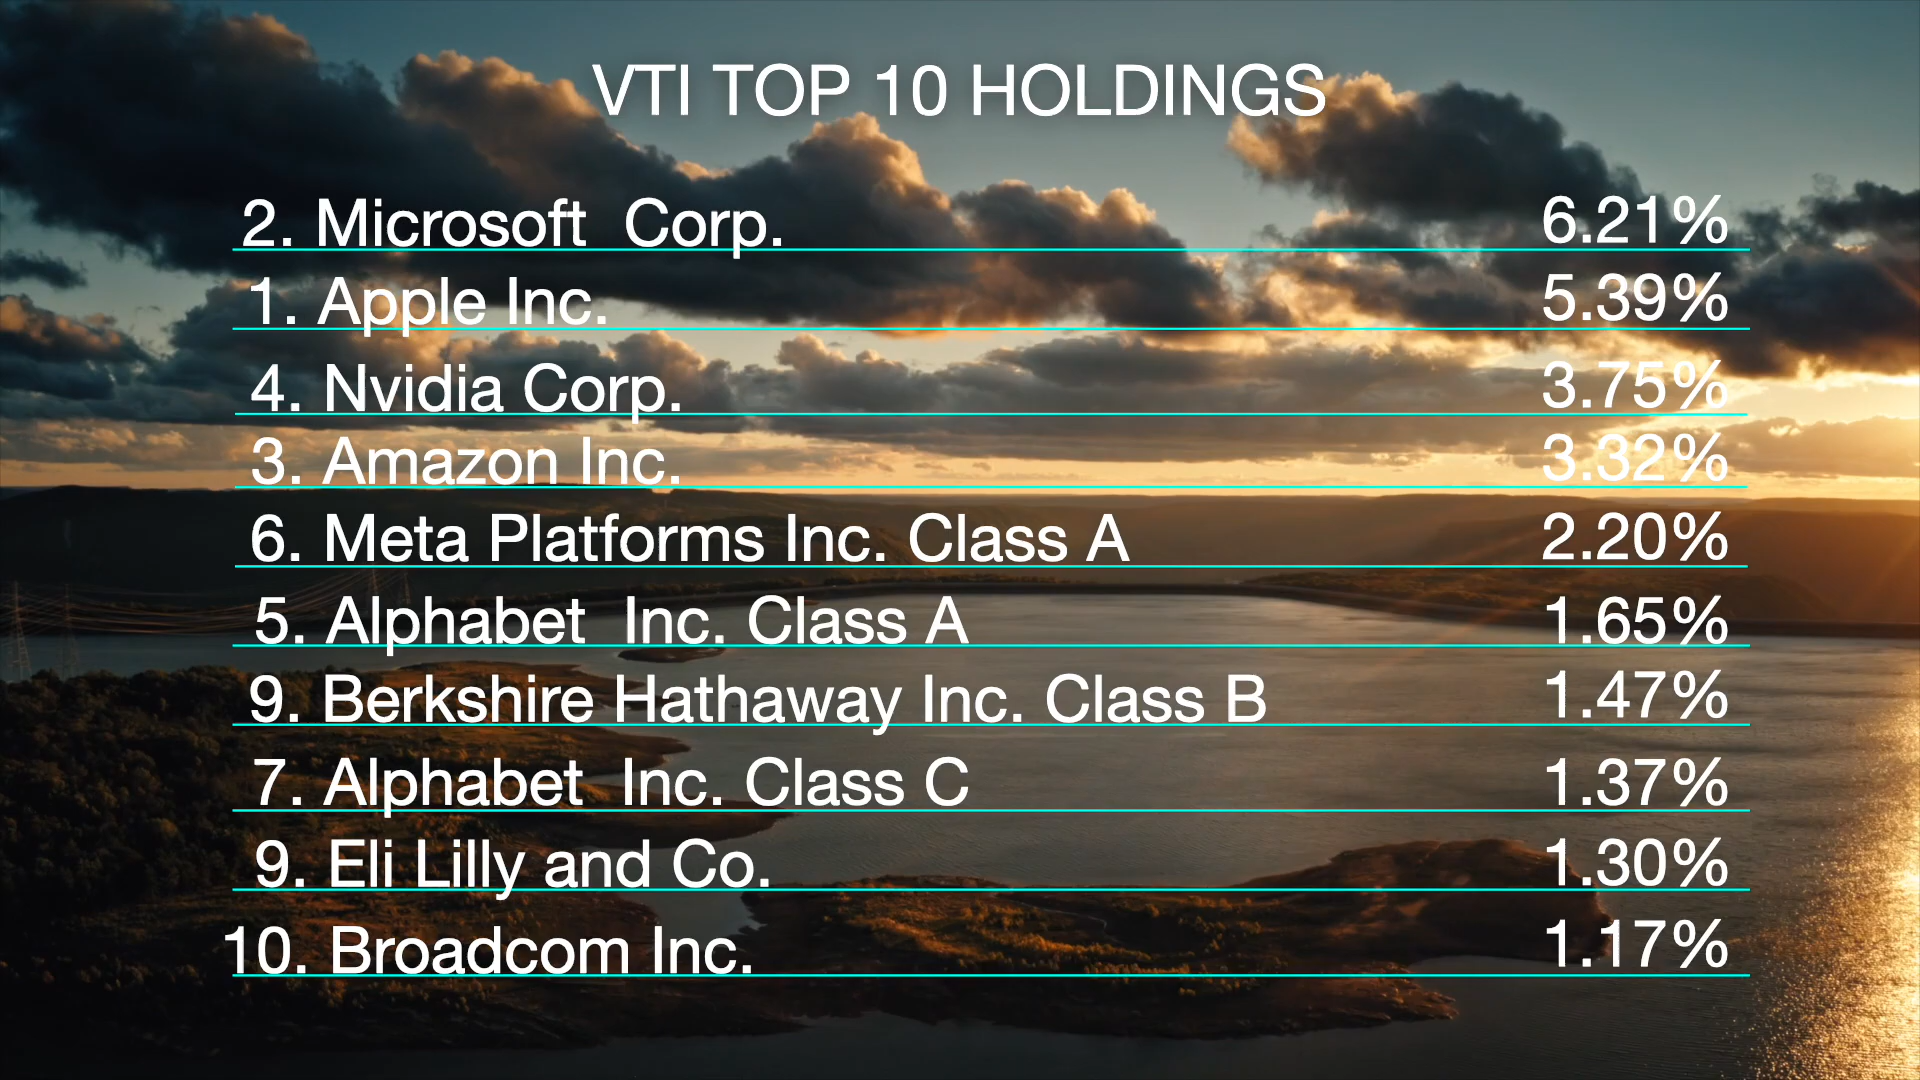 VTI TOP 10 HOLDINGS
2. Microsoft Corp. 6.21%
1. Apple Inc. 5.39%
4. Nvidia Corp. 3.75%
3. Amazon Inc. 3.32%
6. Meta Platforms Inc. Class A 2.20%
5. Alphabet Inc. Class A 1.65%
9. Berkshire Hathaway Inc. Class B 1.47%
7. Alphabet Inc. Class C 1.37%
9. Eli Lilly and Co. 1.30%
10. Broadcom Inc. 1.17%